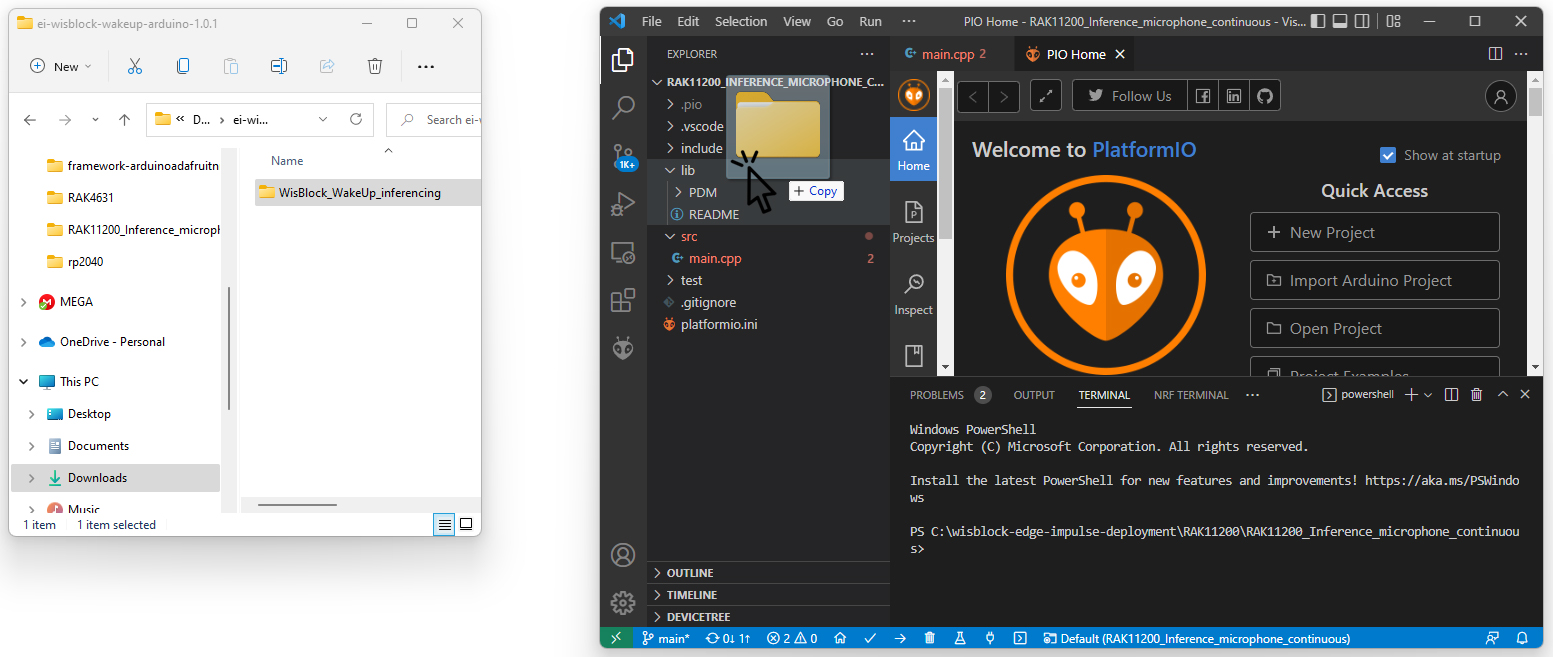 ei-wisblock-wakeup-arduino-1.0.1
New
D... ei-wi...
Search ei-w
Name
framework-arduinoadafruitn
RAK4631
RAK11200_Inference_microph
rp2040
MEGA
OneDrive - Personal
This PC
Desktop
Documents
Downloads
Music
WisBlock_WakeUp_inferencing
1 item 1 item selected
File Edit Selection View Go Run ... PIO Home - RAK11200_Inference_microphone_continuous - Vis...
EXPLORER
RAK11200_INFERENCE_MICROPHONE_C...
.pio
.vscode
include
lib
PDM
README
src
main.cpp 2
test
.gitignore
platformio.ini
+ Copy
1K+
OUTLINE
TIMELINE
DEVICETREE
main.cpp 2 PIO Home
Follow Us
Home
Projects
Inspect
Welcome to PlatformIO
Show at startup
Quick Access
New Project
Import Arduino Project
Open Project
Project Examples
PROBLEMS 2 OUTPUT TERMINAL NRF TERMINAL ... powershell
Windows PowerShell
Copyright (C) Microsoft Corporation. All rights reserved.
Install the latest PowerShell for new features and improvements! https://aka.ms/PSWindo
ws
PS C:\wisblock-edge-impulse-deployment\RAK11200\RAK11200_Inference_microphone_continuou
s>
main* 0↓ 1↑ 2 0 Default (RAK11200_Inference_microphone_continuous)